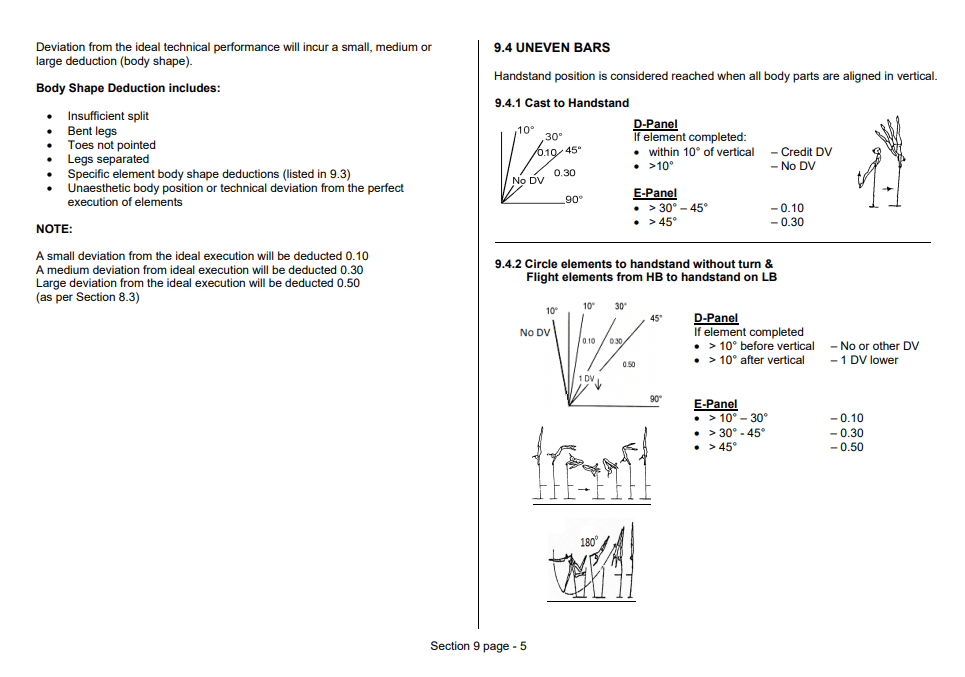 Deviation from the ideal technical performance will incur a small, medium or
large deduction (body shape).
Body Shape Deduction includes:
• Insufficient split
• Bent legs
• Toes not pointed
• Legs separated
• Specific element body shape deductions (listed in 9.3)
• Unaesthetic body position or technical deviation from the perfect
execution of elements
NOTE:
A small deviation from the ideal execution will be deducted 0.10
A medium deviation from ideal execution will be deducted 0.30
Large deviation from the ideal execution will be deducted 0.50
(as per Section 8.3)
9.4 UNEVEN BARS
Handstand position is considered reached when all body parts are aligned in vertical.
9.4.1 Cast to Handstand
10°
30°
0.10
45°
No DV
0.30
90°
D-Panel
If element completed:
• within 10° of vertical – Credit DV
• >10° – No DV
E-Panel
• > 30° – 45° – 0.10
• > 45° – 0.30
9.4.2 Circle elements to handstand without turn &
Flight elements from HB to handstand on LB
10°
10°
30°
45°
No DV
0.10
0.30
0.50
1 DV
90°
D-Panel
If element completed
• > 10° before vertical – No or other DV
• > 10° after vertical – 1 DV lower
E-Panel
• > 10° – 30° – 0.10
• > 30° - 45° – 0.30
• > 45° – 0.50
180°
Section 9 page - 5